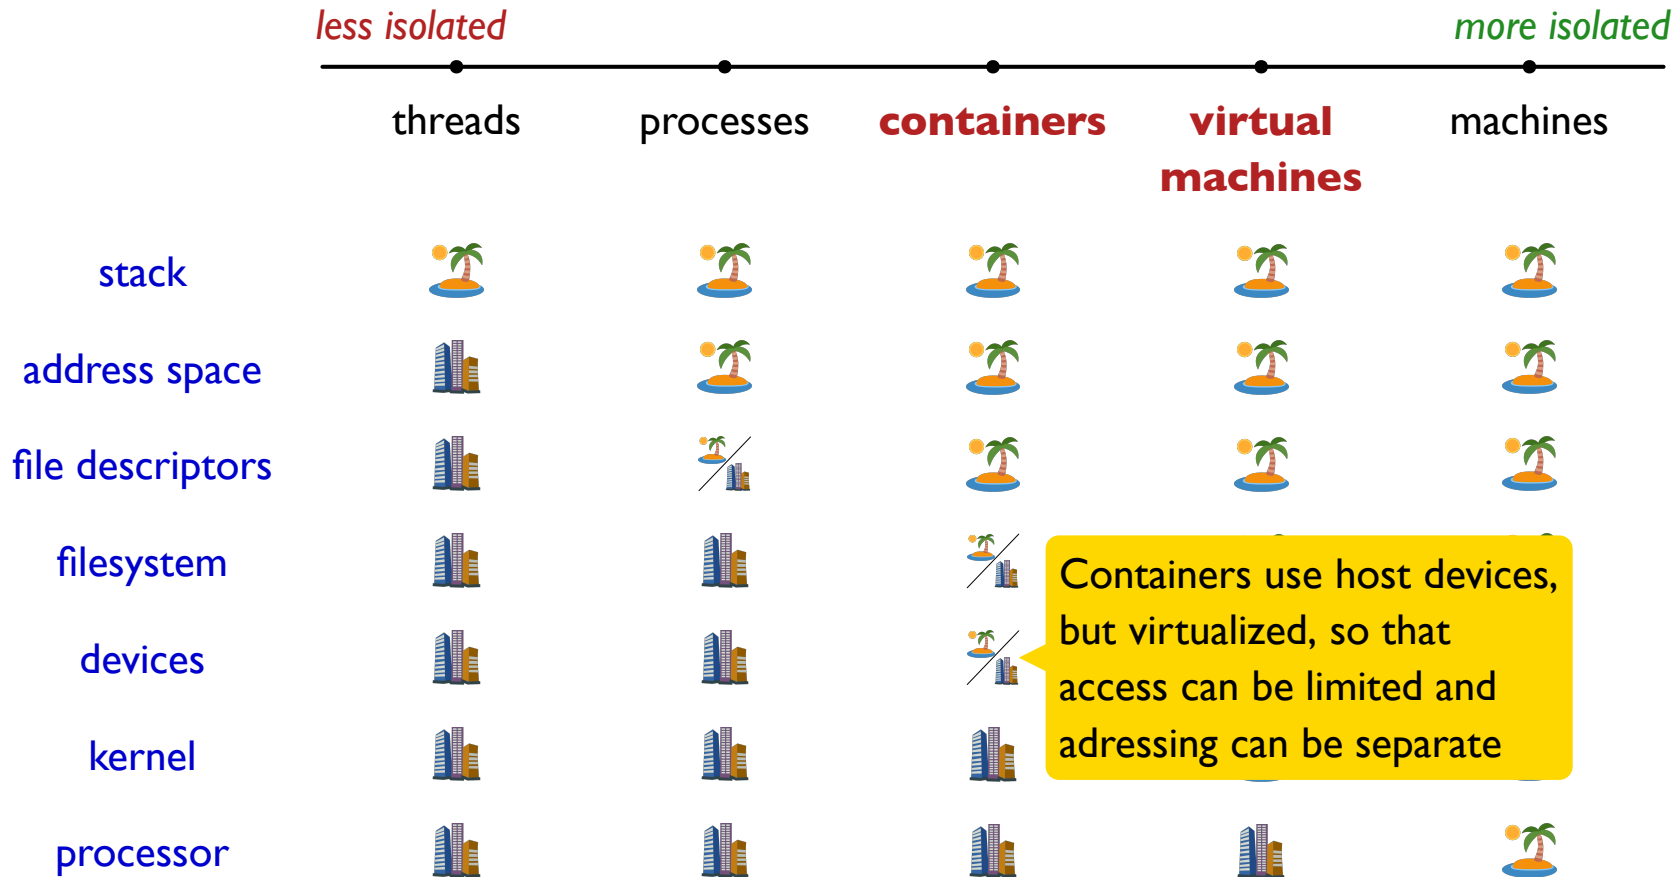 less isolated
more isolated
threads
processes
containers
virtual
machines
machines
stack
address space
file descriptors
filesystem
devices
kernel
processor
Containers use host devices,
but virtualized, so that
access can be limited and
adressing can be separate